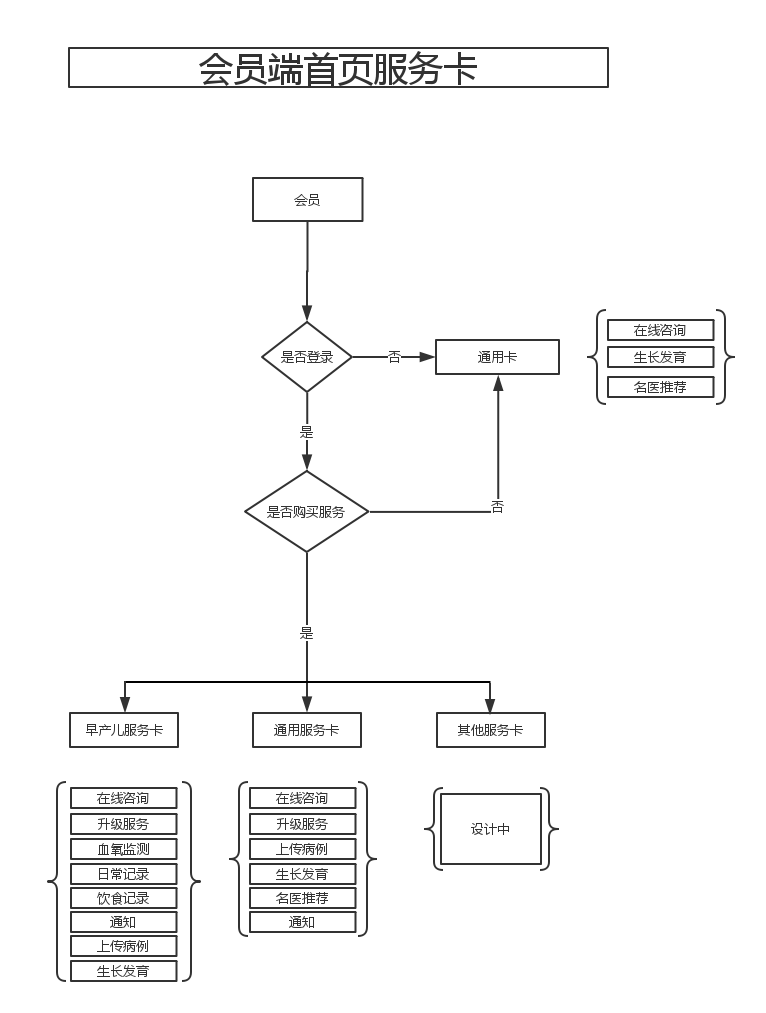 会员端首页服务卡
会员
是否登录
否
通用卡
在线咨询
生长发育
名医推荐
是
是否购买服务
否
是
早产儿服务卡
通用服务卡
其他服务卡
在线咨询
升级服务
血氧监测
日常记录
饮食记录
通知
上传病例
生长发育
在线咨询
升级服务
上传病例
生长发育
名医推荐
通知
设计中